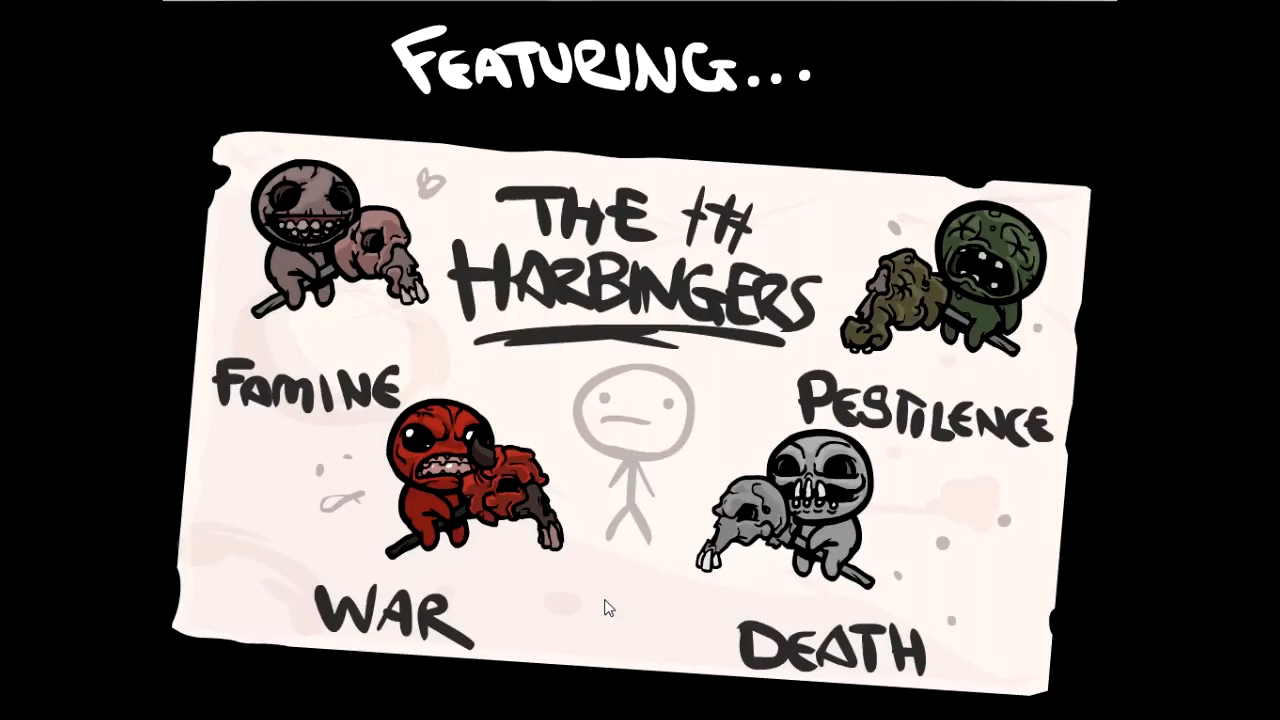 FEATURING...
THE
HARBINGERS
FAMINE
PESTILENCE
WAR
DEATH